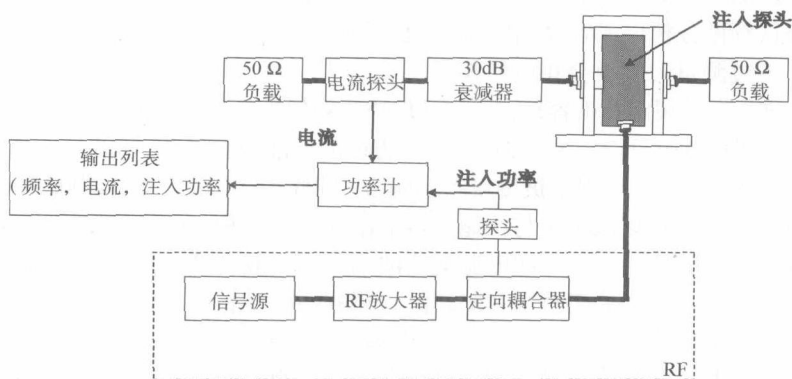 注入探头
50 Ω
负载
电流探头
30dB
衰减器
50 Ω
负载
电流
输出列表
(频率，电流，注入功率)
功率计
注入功率
探头
信号源
RF放大器
定向耦合器
RF